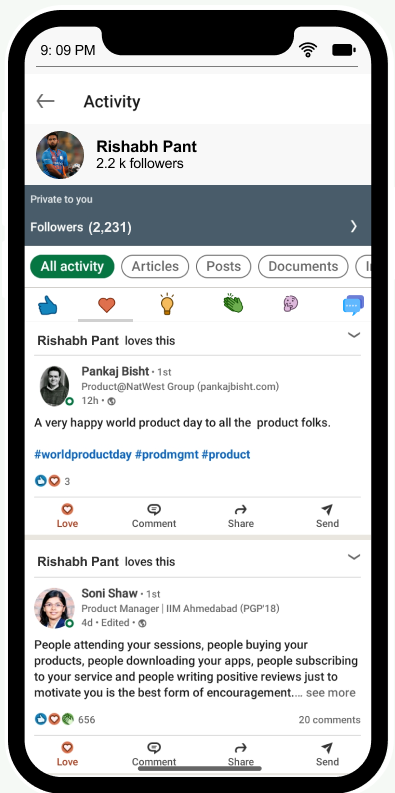 9: 09 PM
Activity
Rishabh Pant
2.2 k followers
Private to you
Followers (2,231)
All activity
Articles
Posts
Documents
Rishabh Pant loves this
Pankaj Bisht • 1st
Product@NatWest Group (pankajbisht.com)
12h •
A very happy world product day to all the product folks.
#worldproductday #prodmgmt #product
3
Love
Comment
Share
Send
Rishabh Pant loves this
Soni Shaw • 1st
Product Manager | IIM Ahmedabad (PGP'18)
4d • Edited •
People attending your sessions, people buying your
products, people downloading your apps, people subscribing
to your service and people writing positive reviews just to
motivate you is the best form of encouragement.... see more
656
20 comments
Love
Comment
Share
Send